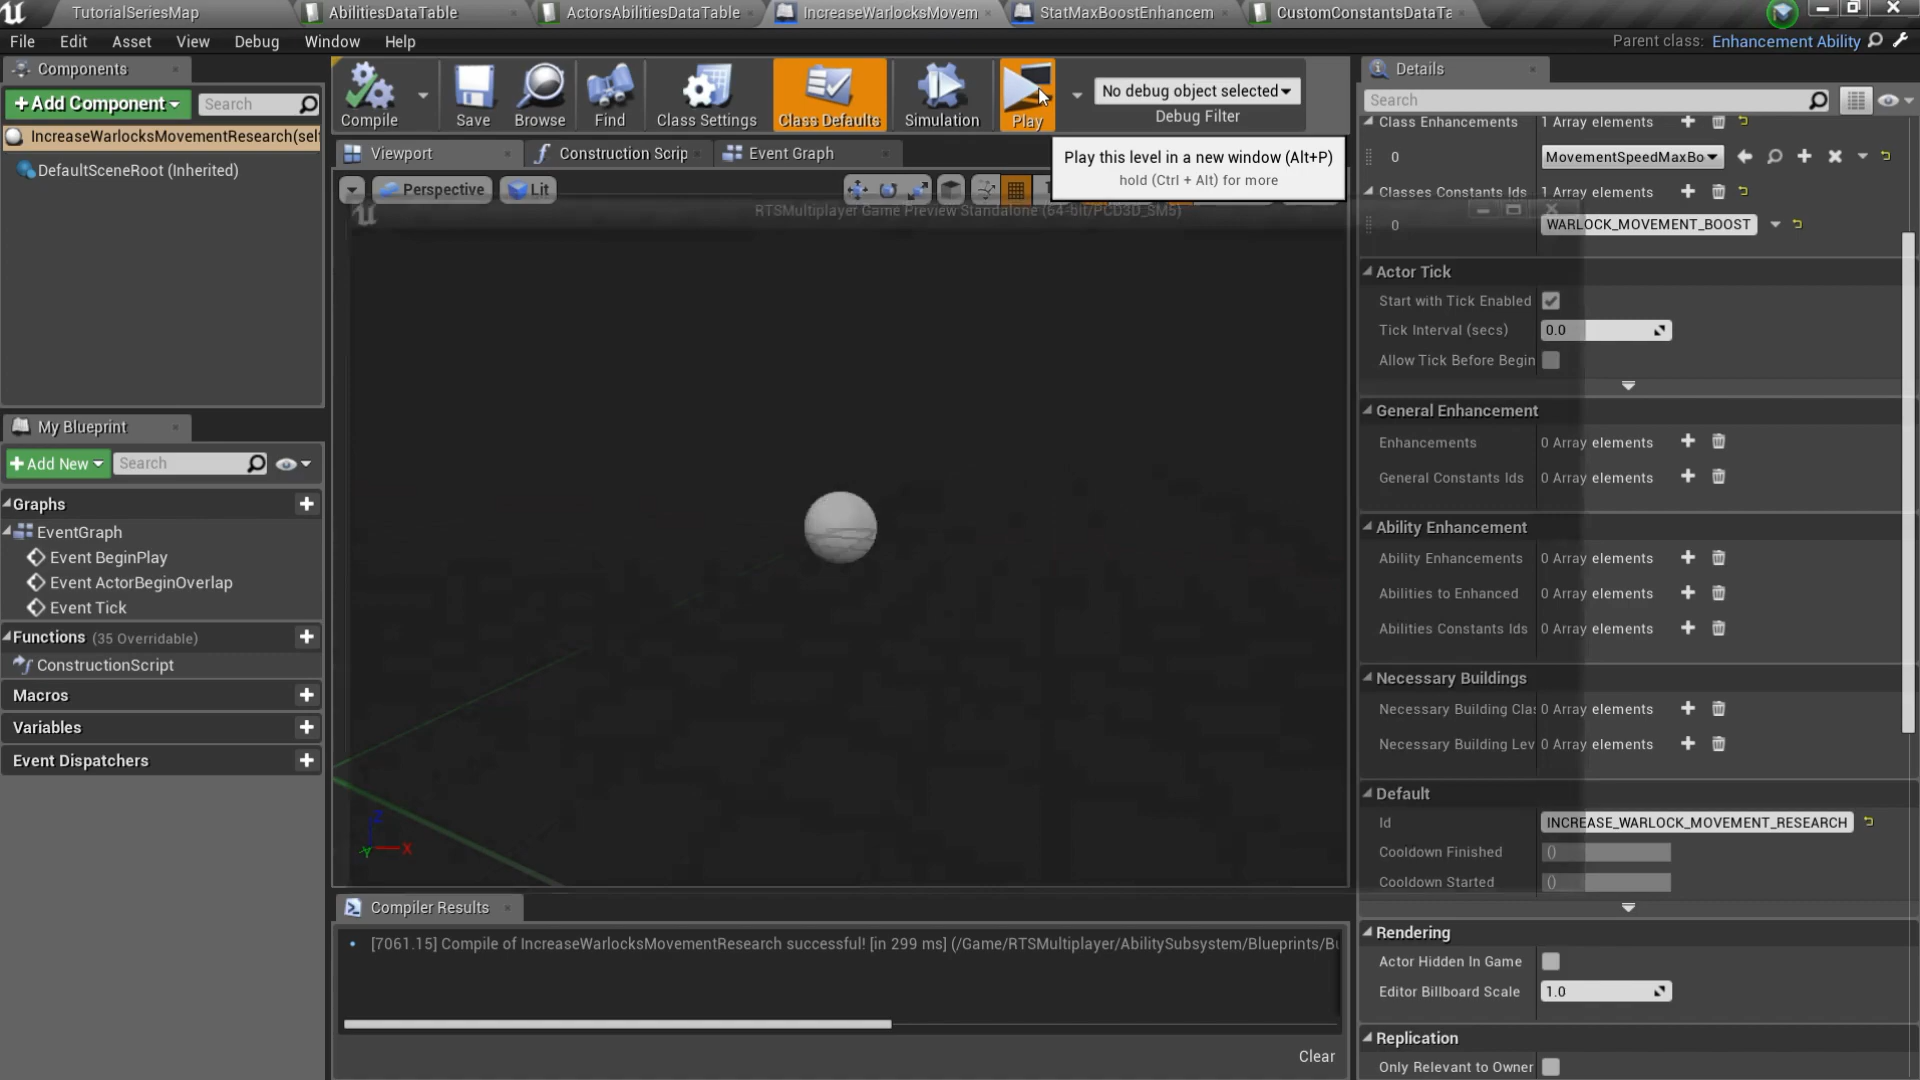 TutorialSeriesMap
AbilitiesDataTable
ActorsAbilitiesDataTable
IncreaseWarlocksMovem
StatMaxBoostEnhancem
CustomConstantsDataTa
File Edit Asset View Debug Window Help
Parent class: Enhancement Ability
Components
+Add Component
Search
IncreaseWarlocksMovementResearch(self
DefaultSceneRoot (Inherited)
Compile
Save
Browse
Find
Class Settings
Class Defaults
Simulation
Play
No debug object selected
Debug Filter
Play this level in a new window (Alt+P)
hold (Ctrl + Alt) for more
Viewport
Construction Scrip
Event Graph
Perspective
Lit
RTSMultiplayer Game Preview Standalone (64-bit/PCD3D_SM5)
Z
Y
X
My Blueprint
+Add New
Search
Graphs
EventGraph
Event BeginPlay
Event ActorBeginOverlap
Event Tick
Functions (35 Overridable)
ConstructionScript
Macros
Variables
Event Dispatchers
Compiler Results
[7061.15] Compile of IncreaseWarlocksMovementResearch successful! [in 299 ms] (/Game/RTSMultiplayer/AbilitySubsystem/Blueprints/Bu
Clear
Details
Search
Class Enhancements 1 Array elements
0 MovementSpeedMaxBo
Classes Constants Ids 1 Array elements
0 WARLOCK_MOVEMENT_BOOST
Actor Tick
Start with Tick Enabled
Tick Interval (secs) 0.0
Allow Tick Before Begin
General Enhancement
Enhancements 0 Array elements
General Constants Ids 0 Array elements
Ability Enhancement
Ability Enhancements 0 Array elements
Abilities to Enhanced 0 Array elements
Abilities Constants Ids 0 Array elements
Necessary Buildings
Necessary Building Clas 0 Array elements
Necessary Building Lev 0 Array elements
Default
Id INCREASE_WARLOCK_MOVEMENT_RESEARCH
Cooldown Finished ()
Cooldown Started ()
Rendering
Actor Hidden In Game
Editor Billboard Scale 1.0
Replication
Only Relevant to Owner